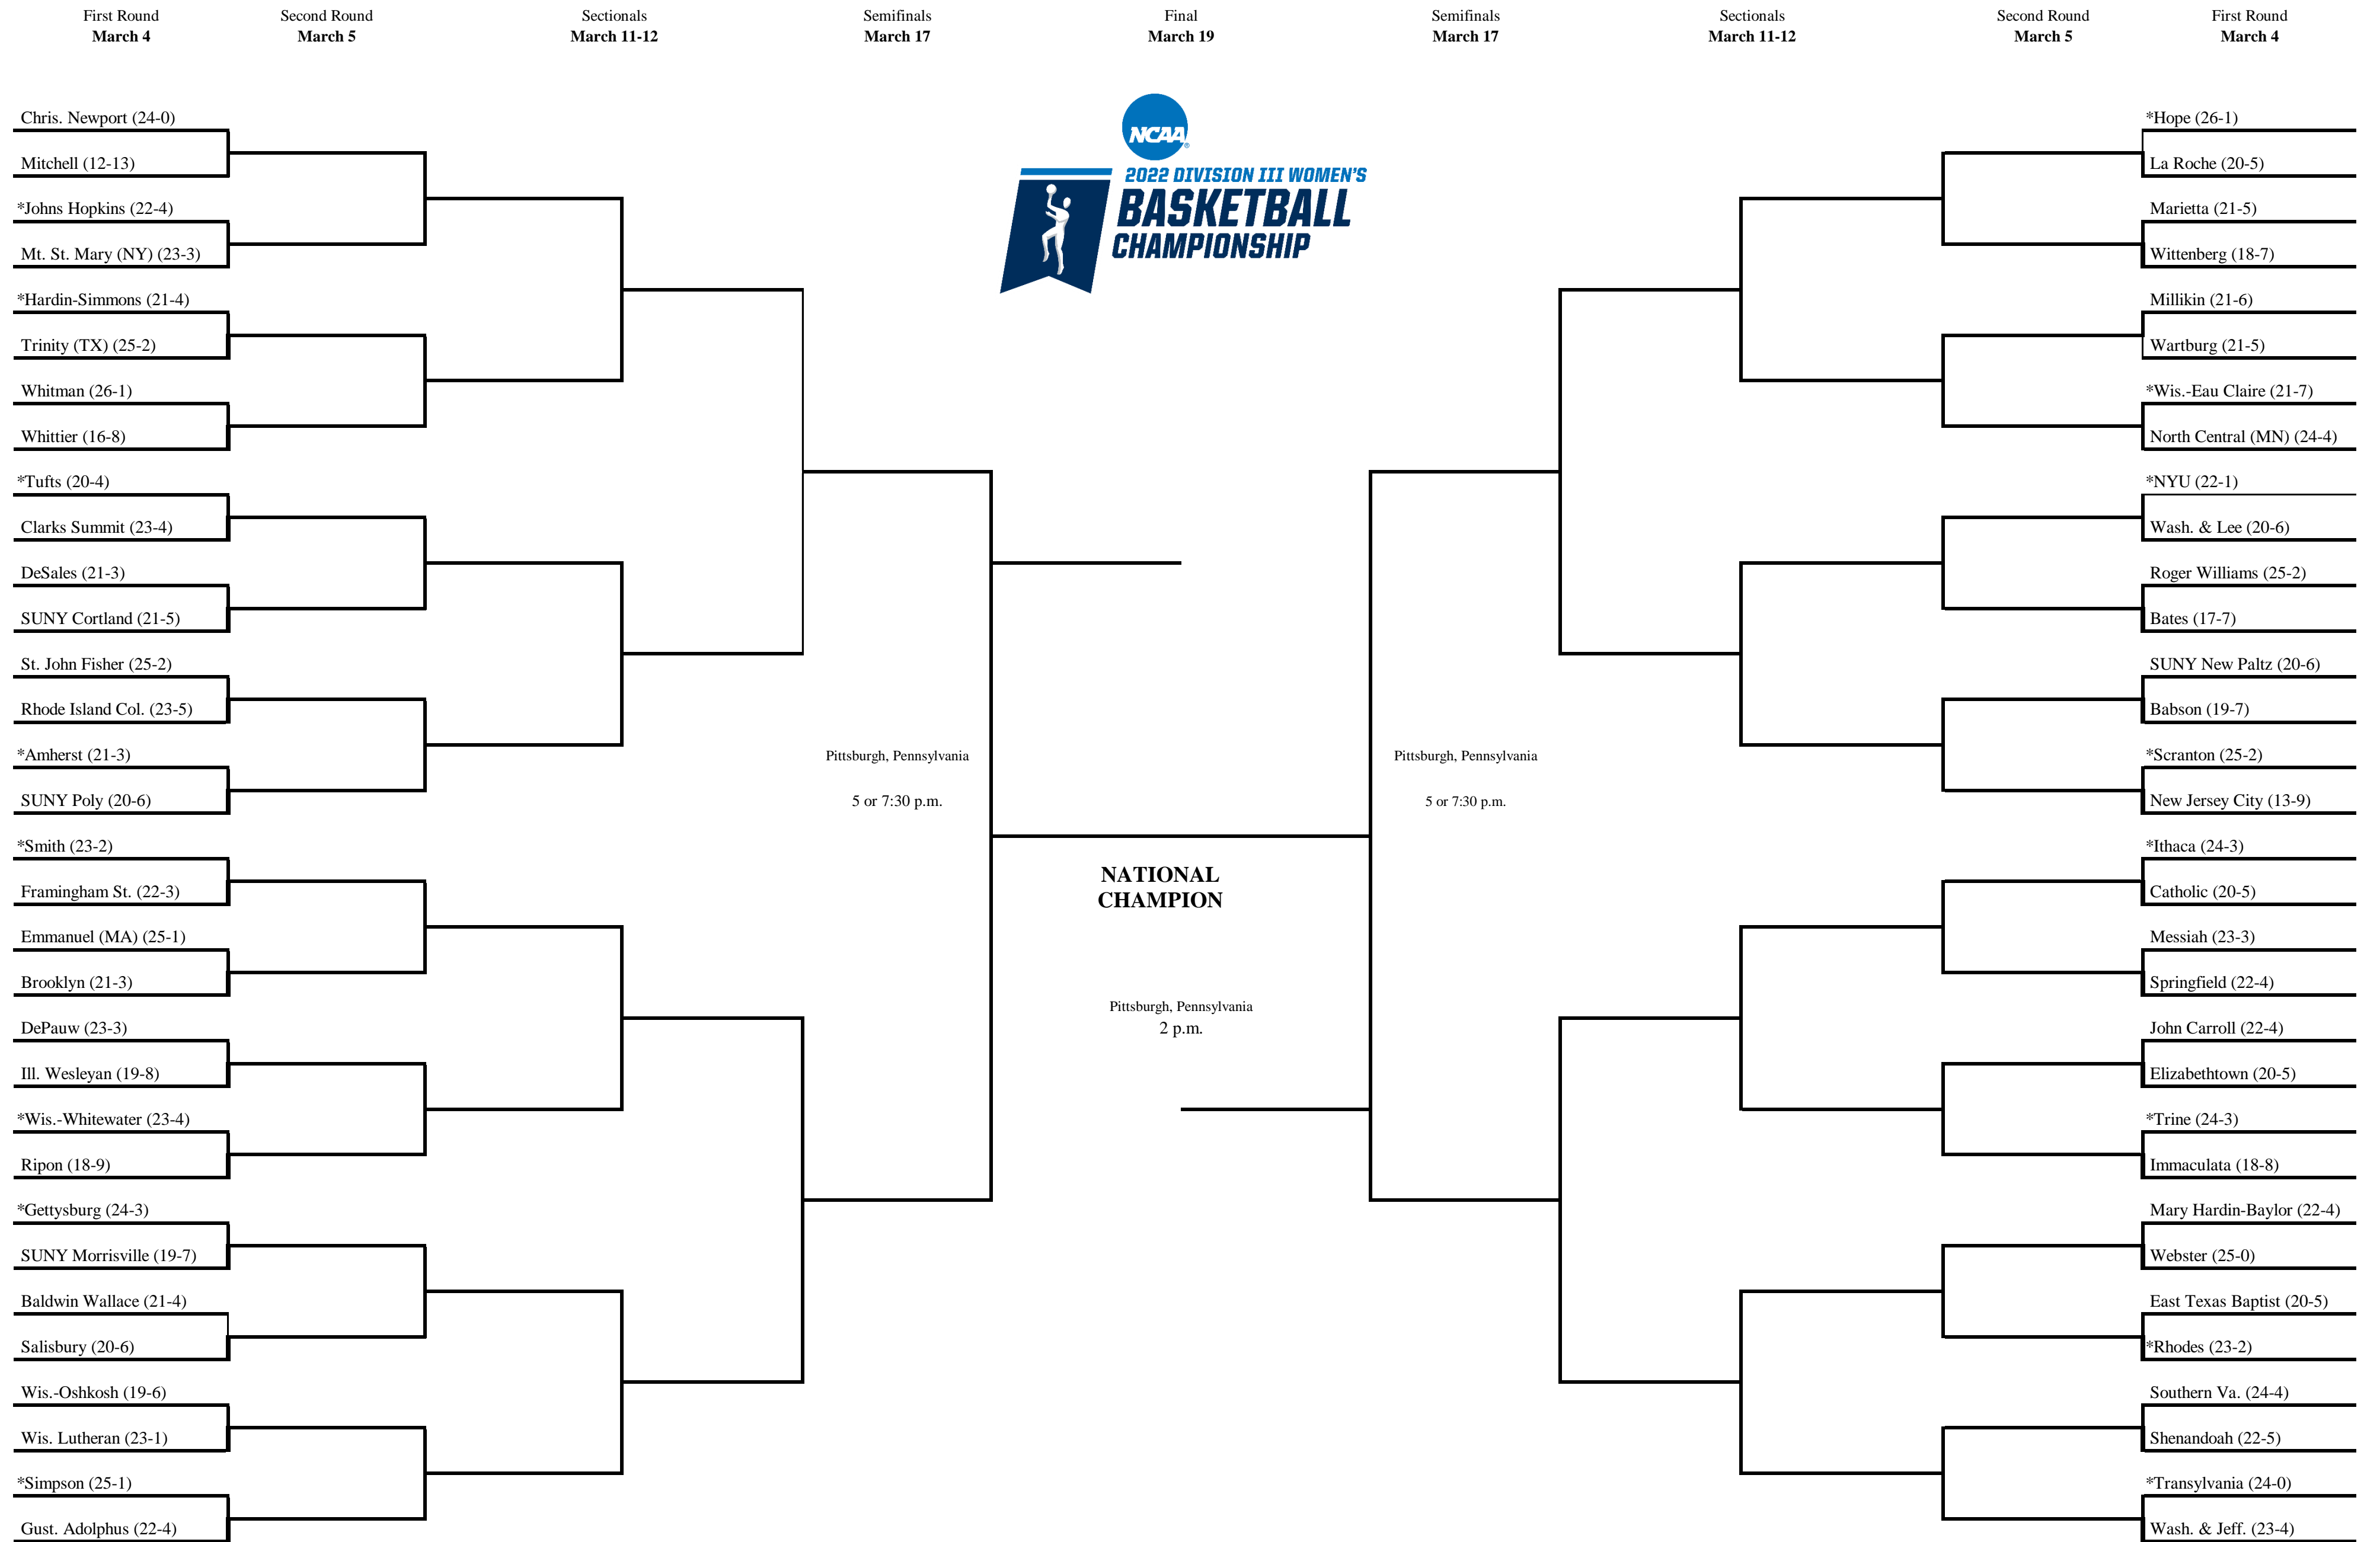 First Round
March 4
Second Round
March 5
Sectionals
March 11-12
Semifinals
March 17
Final
March 19
Semifinals
March 17
Sectionals
March 11-12
Second Round
March 5
First Round
March 4
NCAA
2022 DIVISION III WOMEN'S
BASKETBALL
CHAMPIONSHIP
Chris. Newport (24-0)
Mitchell (12-13)
*Johns Hopkins (22-4)
Mt. St. Mary (NY) (23-3)
*Hardin-Simmons (21-4)
Trinity (TX) (25-2)
Whitman (26-1)
Whittier (16-8)
*Tufts (20-4)
Clarks Summit (23-4)
DeSales (21-3)
SUNY Cortland (21-5)
St. John Fisher (25-2)
Rhode Island Col. (23-5)
*Amherst (21-3)
SUNY Poly (20-6)
*Smith (23-2)
Framingham St. (22-3)
Emmanuel (MA) (25-1)
Brooklyn (21-3)
DePauw (23-3)
Ill. Wesleyan (19-8)
*Wis.-Whitewater (23-4)
Ripon (18-9)
*Gettysburg (24-3)
SUNY Morrisville (19-7)
Baldwin Wallace (21-4)
Salisbury (20-6)
Wis.-Oshkosh (19-6)
Wis. Lutheran (23-1)
*Simpson (25-1)
Gust. Adolphus (22-4)
Pittsburgh, Pennsylvania
5 or 7:30 p.m.
NATIONAL
CHAMPION
Pittsburgh, Pennsylvania
2 p.m.
Pittsburgh, Pennsylvania
5 or 7:30 p.m.
*Hope (26-1)
La Roche (20-5)
Marietta (21-5)
Wittenberg (18-7)
Millikin (21-6)
Wartburg (21-5)
*Wis.-Eau Claire (21-7)
North Central (MN) (24-4)
*NYU (22-1)
Wash. & Lee (20-6)
Roger Williams (25-2)
Bates (17-7)
SUNY New Paltz (20-6)
Babson (19-7)
*Scranton (25-2)
New Jersey City (13-9)
*Ithaca (24-3)
Catholic (20-5)
Messiah (23-3)
Springfield (22-4)
John Carroll (22-4)
Elizabethtown (20-5)
*Trine (24-3)
Immaculata (18-8)
Mary Hardin-Baylor (22-4)
Webster (25-0)
East Texas Baptist (20-5)
*Rhodes (23-2)
Southern Va. (24-4)
Shenandoah (22-5)
*Transylvania (24-0)
Wash. & Jeff. (23-4)